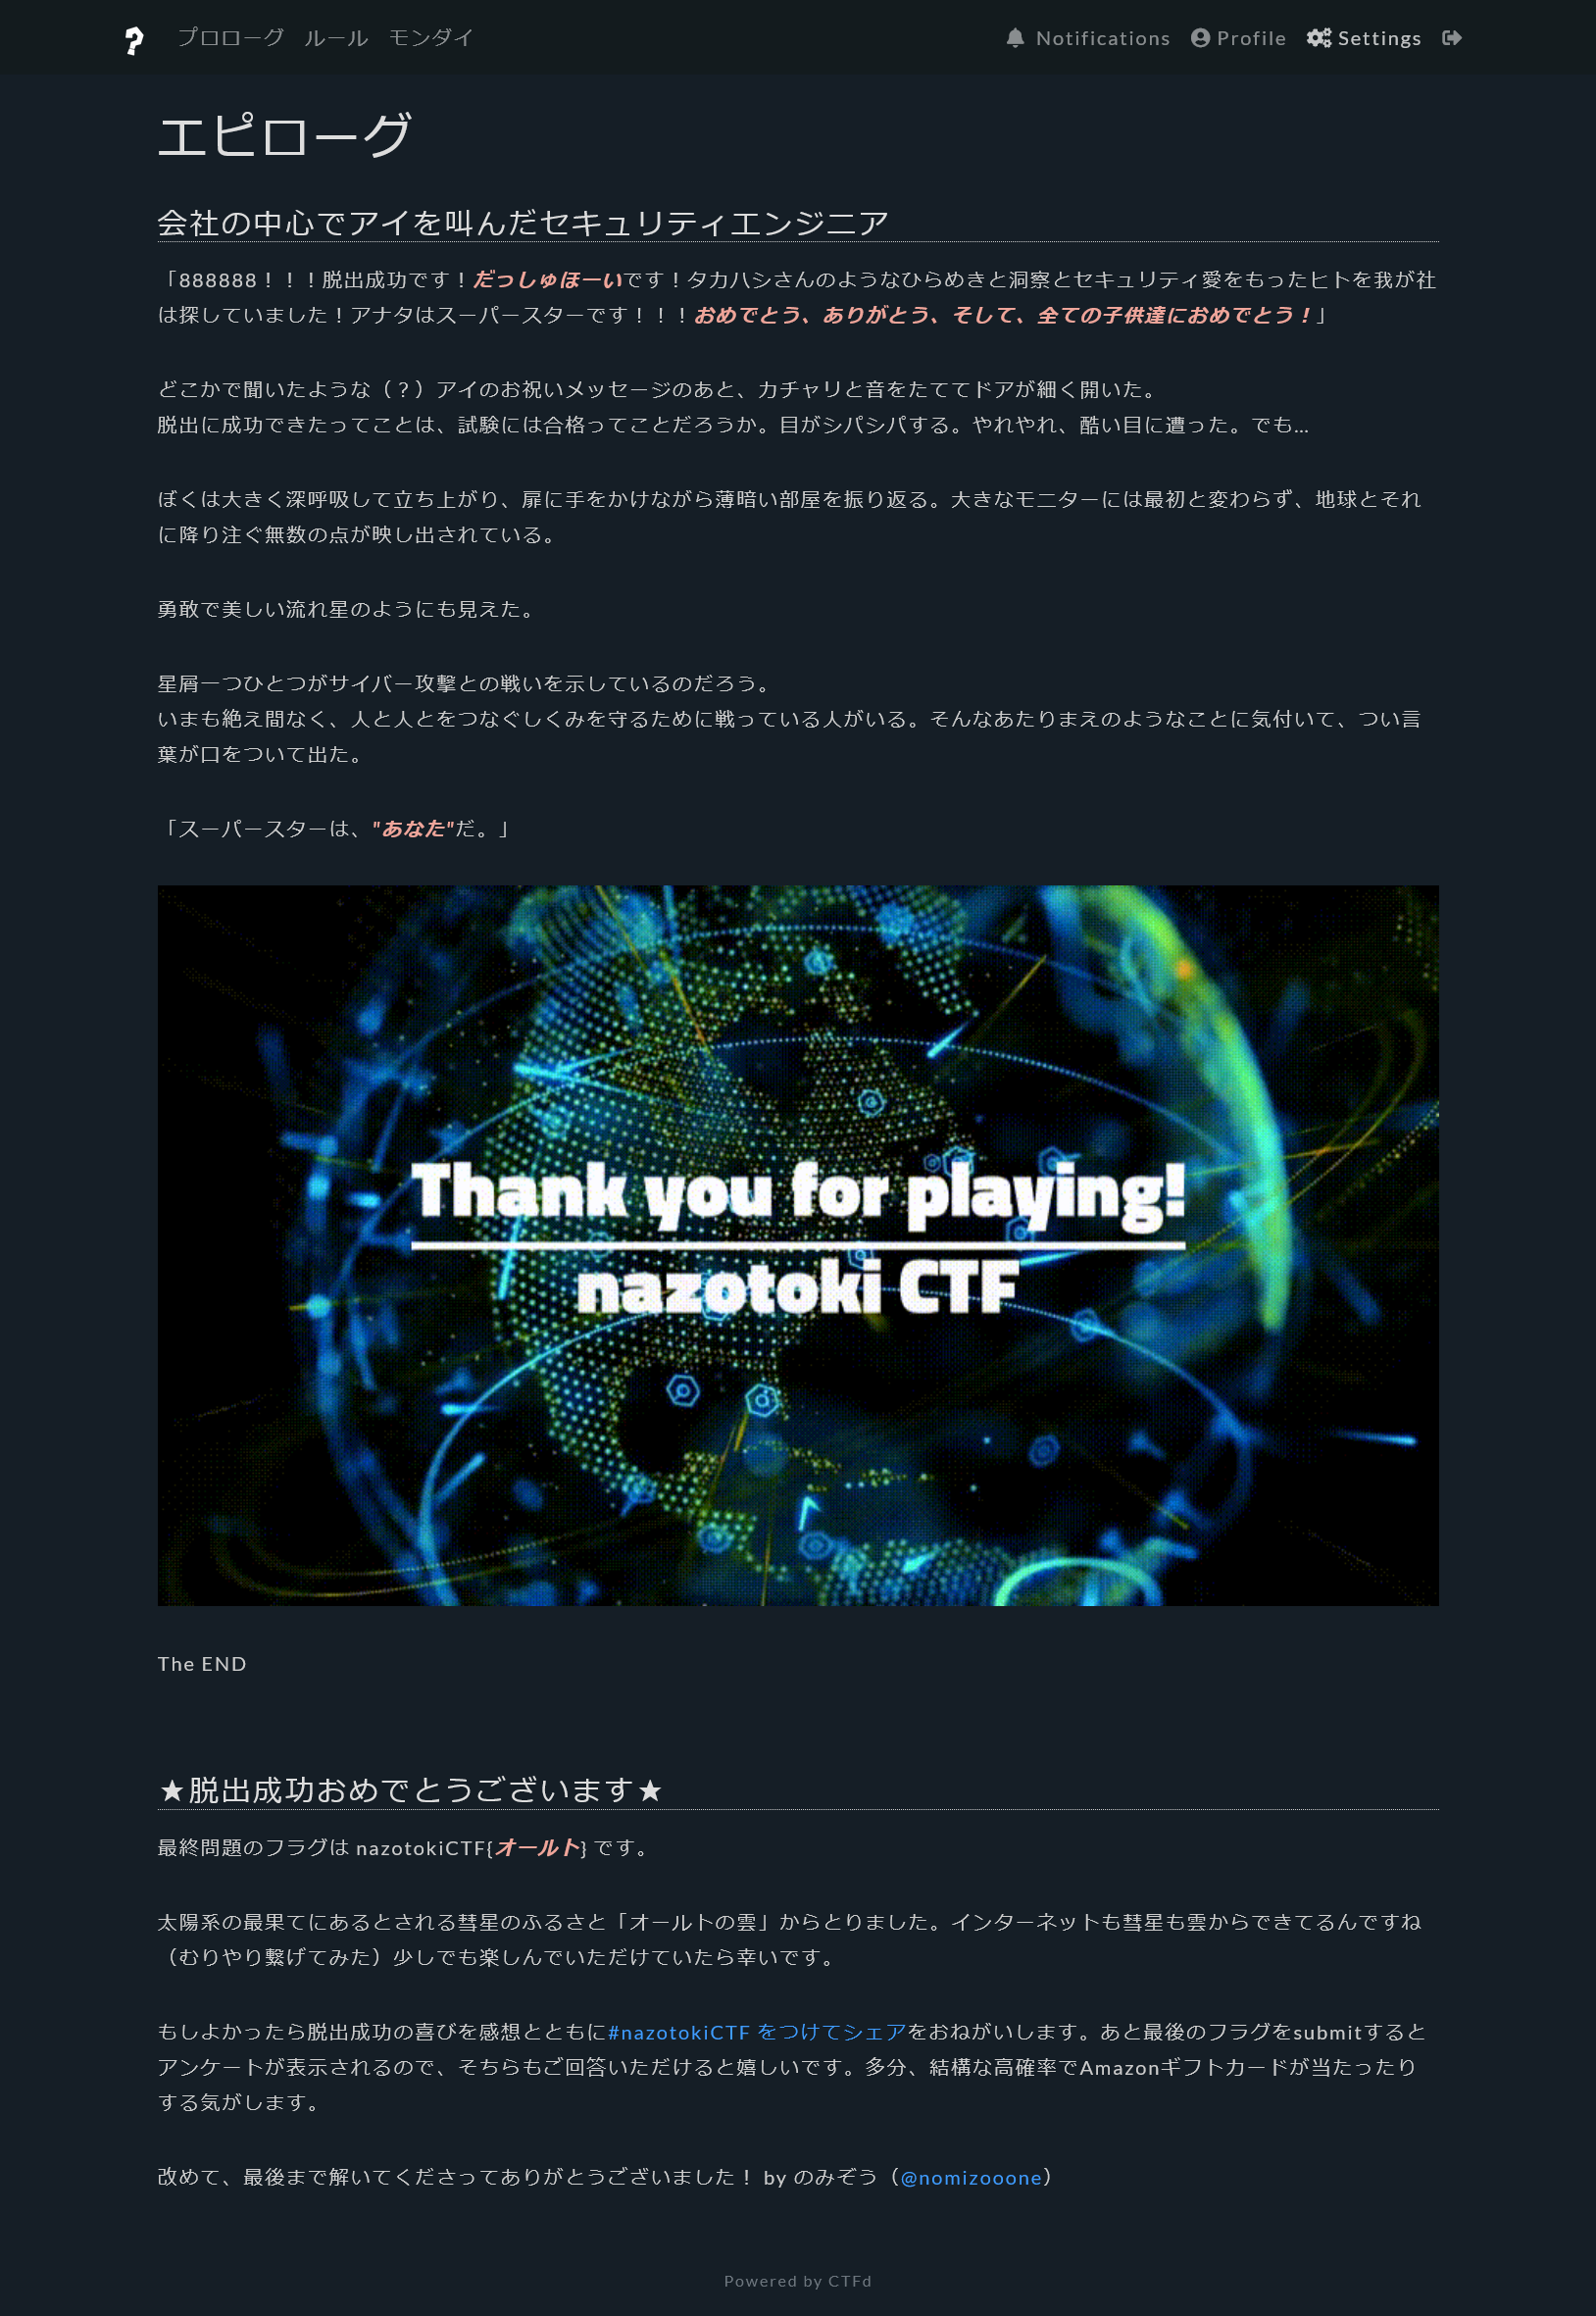 ? プロローグ ルール モンダイ Notifications Profile Settings
エピローグ
会社の中心でアイを叫んだセキュリティエンジニア
「888888！！！脱出成功です！だっしゅほーいです！タカハシさんのようなひらめきと洞察とセキュリティ愛をもったヒトを我が社
は探していました！アナタはスーパースターです！！！おめでとう、ありがとう、そして、全ての子供達におめでとう！」
どこかで聞いたような（？）アイのお祝いメッセージのあと、カチャリと音をたててドアが細く開いた。
脱出に成功できたってことは、試験には合格ってことだろうか。目がシパシパする。やれやれ、酷い目に遭った。でも…
ぼくは大きく深呼吸して立ち上がり、扉に手をかけながら薄暗い部屋を振り返る。大きなモニターには最初と変わらず、地球とそれ
に降り注ぐ無数の点が映し出されている。
勇敢で美しい流れ星のようにも見えた。
星屑一つひとつがサイバー攻撃との戦いを示しているのだろう。
いまも絶え間なく、人と人とをつなぐしくみを守るために戦っている人がいる。そんなあたりまえのようなことに気付いて、つい言
葉が口をついて出た。
「スーパースターは、"あなた"だ。」
Thank you for playing!
nazotoki CTF
The END
★脱出成功おめでとうございます★
最終問題のフラグは nazotokiCTF{オールト} です。
太陽系の最果てにあるとされる彗星のふるさと「オールトの雲」からとりました。インターネットも彗星も雲からできてるんですね
（むりやり繋げてみた）少しでも楽しんでいただけていたら幸いです。
もしよかったら脱出成功の喜びを感想とともに#nazotokiCTF をつけてシェアをおねがいします。あと最後のフラグをsubmitすると
アンケートが表示されるので、そちらもご回答いただけると嬉しいです。多分、結構な高確率でAmazonギフトカードが当たったり
する気がします。
改めて、最後まで解いてくださってありがとうございました！ by のみぞう（@nomizooone）
Powered by CTFd